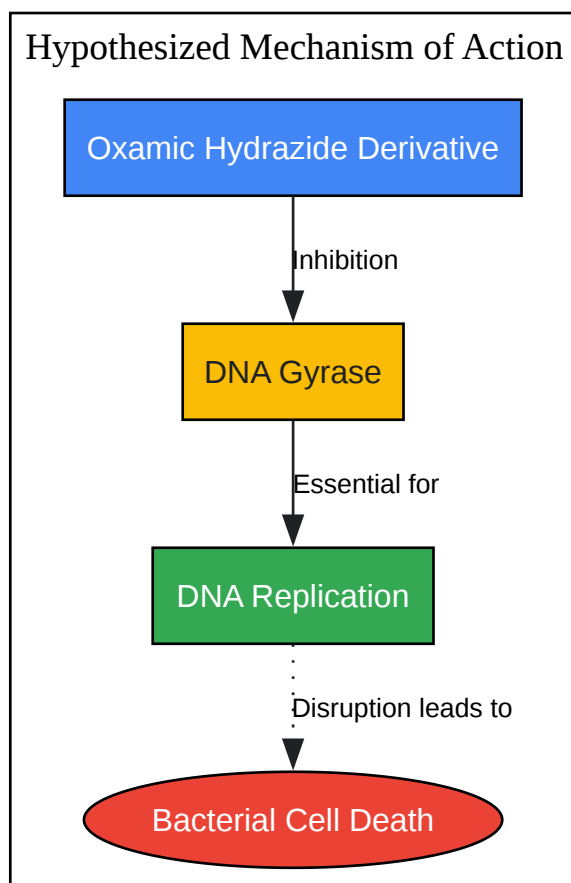 Hypothesized Mechanism of Action
Oxamic Hydrazide Derivative
Inhibition
DNA Gyrase
Essential for
DNA Replication
Disruption leads to
Bacterial Cell Death